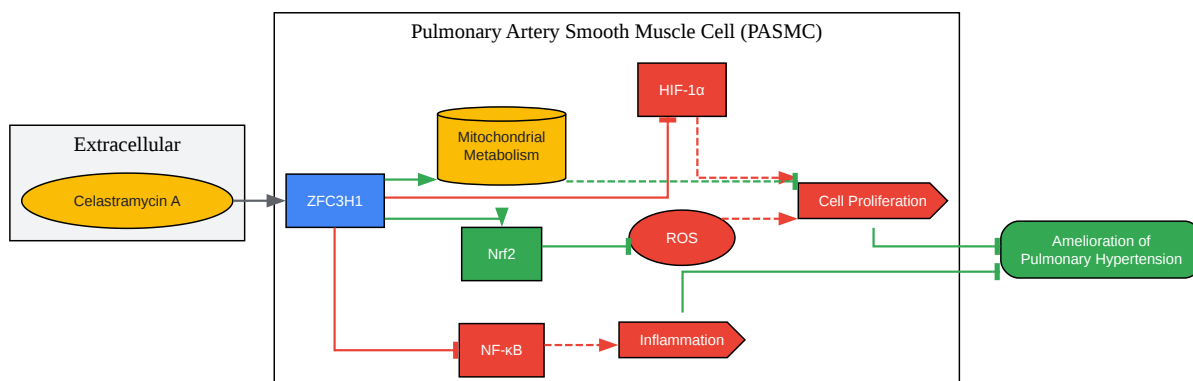 Pulmonary Artery Smooth Muscle Cell (PASMC)
HIF-1α
Extracellular
Mitochondrial
Metabolism
Celastramycin A
ZFC3H1
Cell Proliferation
Nrf2
ROS
Amelioration of
Pulmonary Hypertension
NF-κB
Inflammation